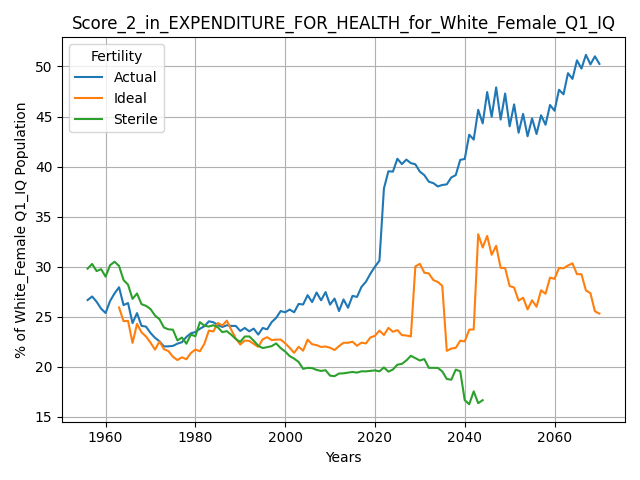 Score_2_in_EXPENDITURE_FOR_HEALTH_for_White_Female_Q1_IQ
Fertility
Actual
Ideal
Sterile
% of White_Female Q1_IQ Population
50
45
40
35
30
25
20
15
1960
1980
2000
2020
2040
2060
Years